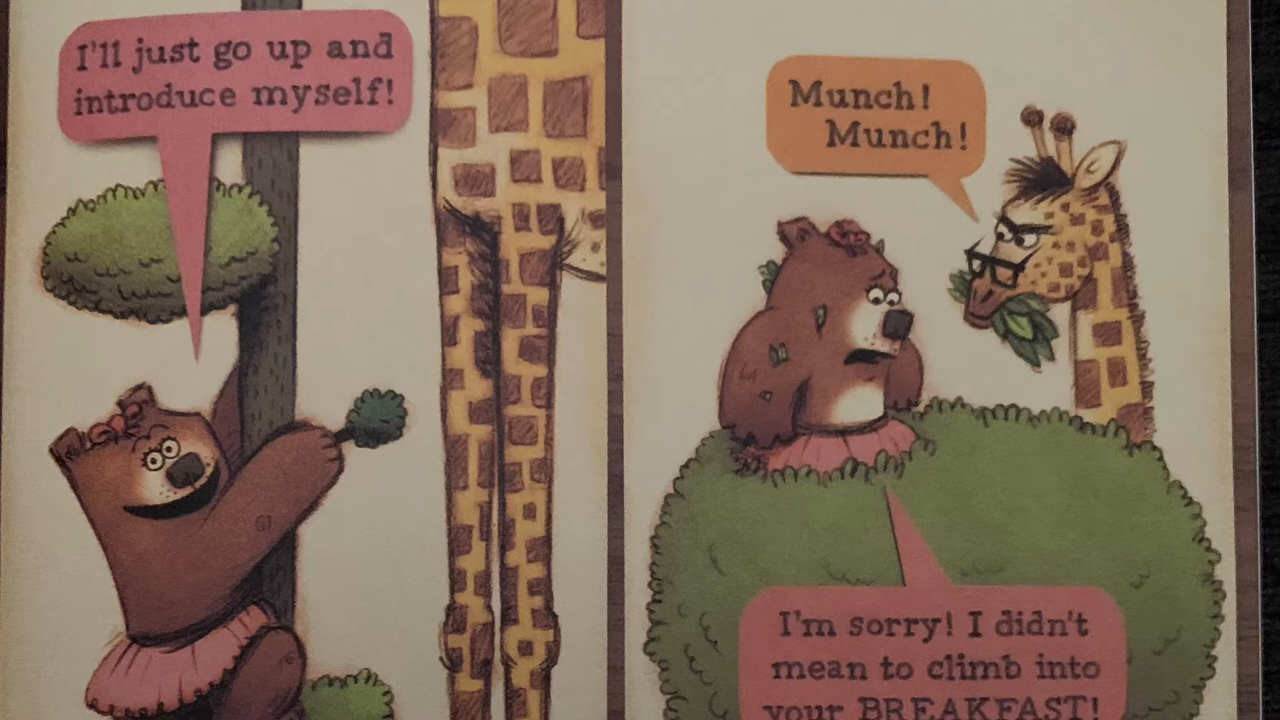 I'll just go up and
introduce myself!
Munch!
Munch!
I'm sorry! I didn't
mean to climb into
your BREAKFAST!